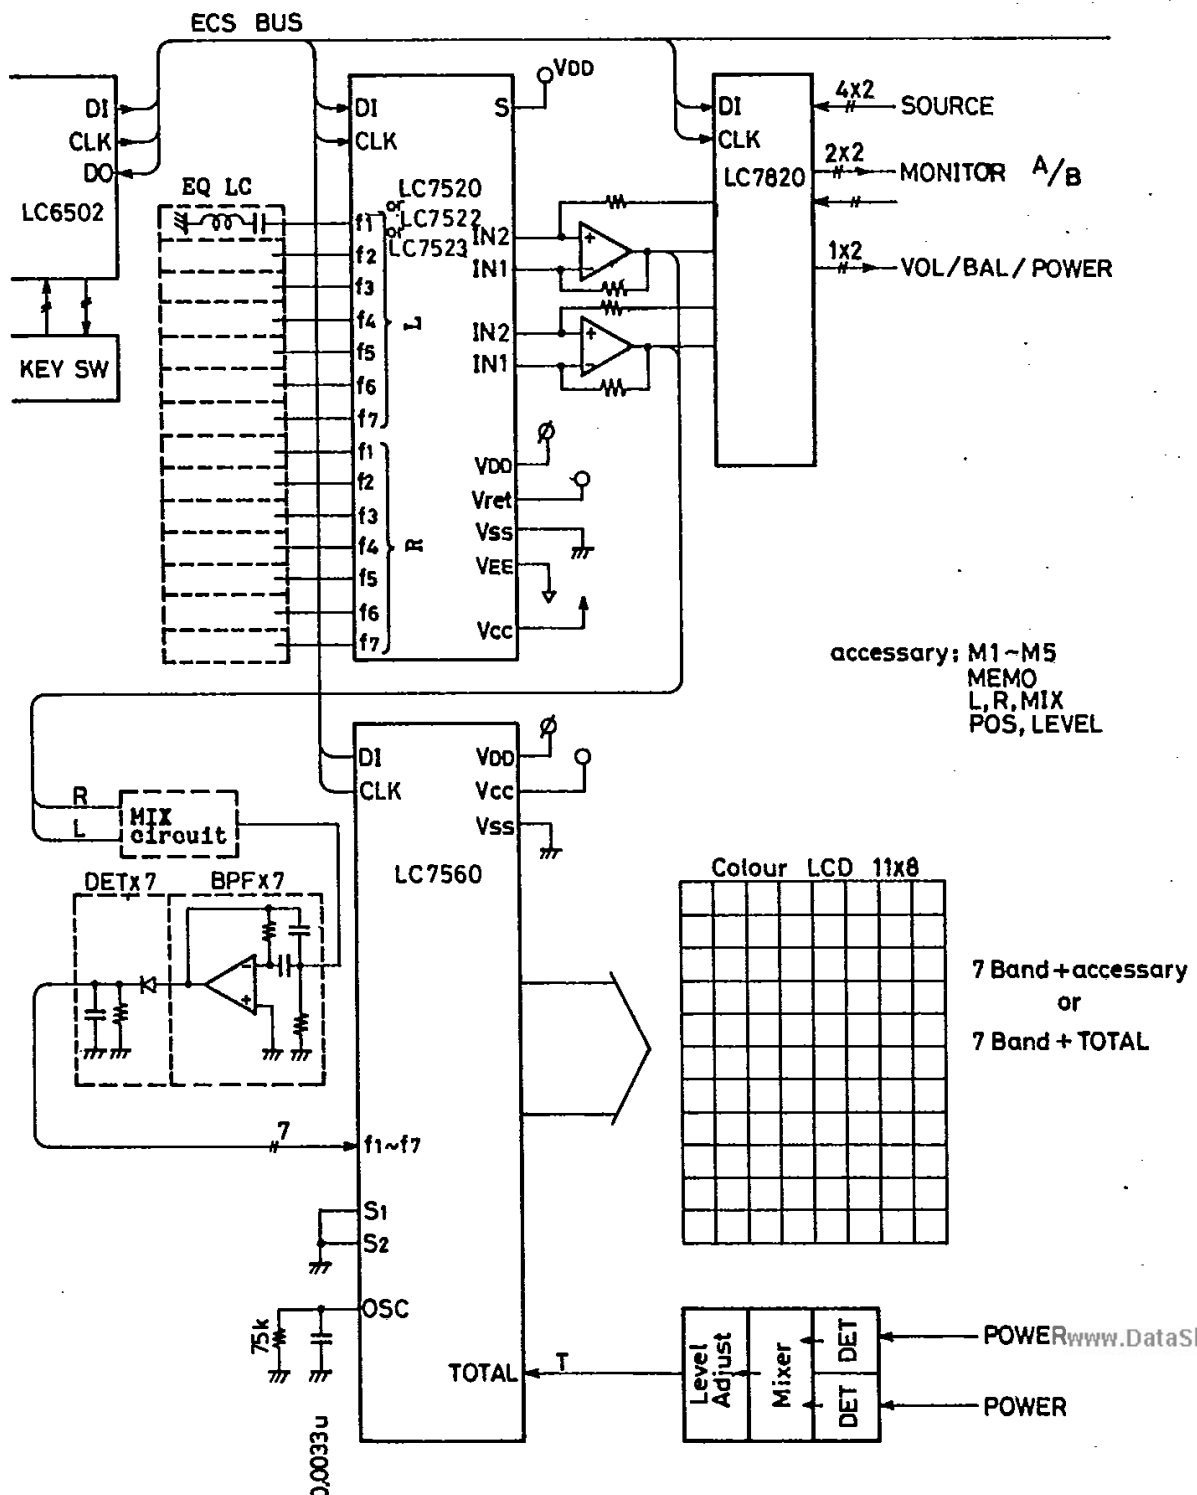 ECS BUS
DI
CLK
DO
LC6502
KEY SW
EQ LC
DI
CLK
S
VDD
LC7520
or
LC7522
or
LC7523
f1
f2
f3
f4
f5
f6
f7
L
f1
f2
f3
f4
f5
f6
f7
R
IN2
IN1
IN2
IN1
+
-
+
-
VDD
Vret
VSS
VEE
Vcc
DI
CLK
LC7820
4X2
SOURCE
2X2
MONITOR A/B
1X2
VOL/BAL/POWER
accessary; M1~M5
MEMO
L,R,MIX
POS, LEVEL
R
L
MIX
circuit
DETX7
BPFX7
-
+
7
DI
CLK
VDD
Vcc
VSS
LC7560
f1~f7
S1
S2
OSC
75k
0.0033u
TOTAL
T
Colour LCD 11X8
7 Band + accessary
or
7 Band + TOTAL
Level
Adjust
Mixer
DET
DET
POWER
POWER
www.DataSl